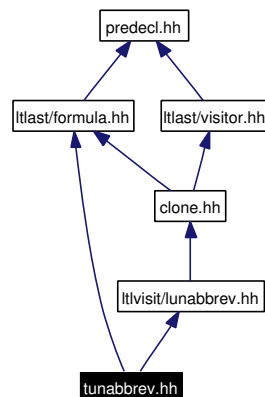 predecl.hh
ltlast/formula.hh
ltlast/visitor.hh
clone.hh
ltlvisit/lunabbrev.hh
tunabbrev.hh